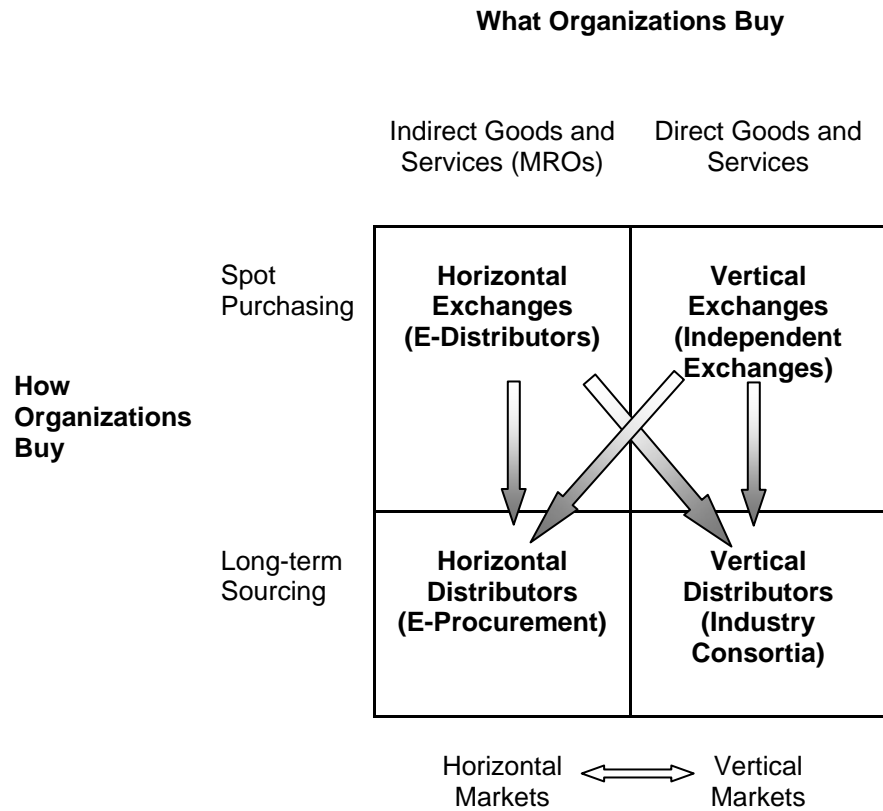 What Organizations Buy
Indirect Goods and
Services (MROs)
Direct Goods and
Services
Spot
Purchasing
Horizontal
Exchanges
(E-Distributors)
Vertical
Exchanges
(Independent
Exchanges)
How
Organizations
Buy
Long-term
Sourcing
Horizontal
Distributors
(E-Procurement)
Vertical
Distributors
(Industry
Consortia)
Horizontal
Markets
Vertical
Markets